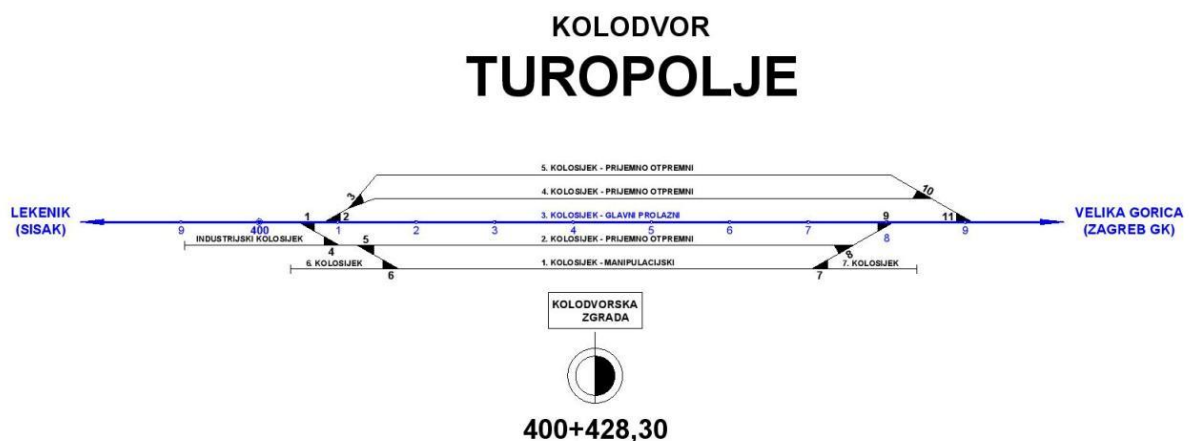 KOLODVOR
TUROPOLJE
5. KOLOSIJEK - PRIJEMNO OTPREMNI
3
10
4. KOLOSIJEK - PRIJEMNO OTPREMNI
LEKENIK
(SISAK)
1
2
3. KOLOSIJEK - GLAVNI PROLAZNI
9
11
VELIKA GORICA
(ZAGREB GK)
9
400
1
2
3
4
5
6
7
8
9
INDUSTRIJSKI KOLOSIJEK
4
5
2. KOLOSIJEK - PRIJEMNO OTPREMNI
8
6. KOLOSIJEK
6
1. KOLOSIJEK - MANIPULACIJSKI
7
7. KOLOSIJEK
KOLODVORSKA
ZGRADA
400+428,30